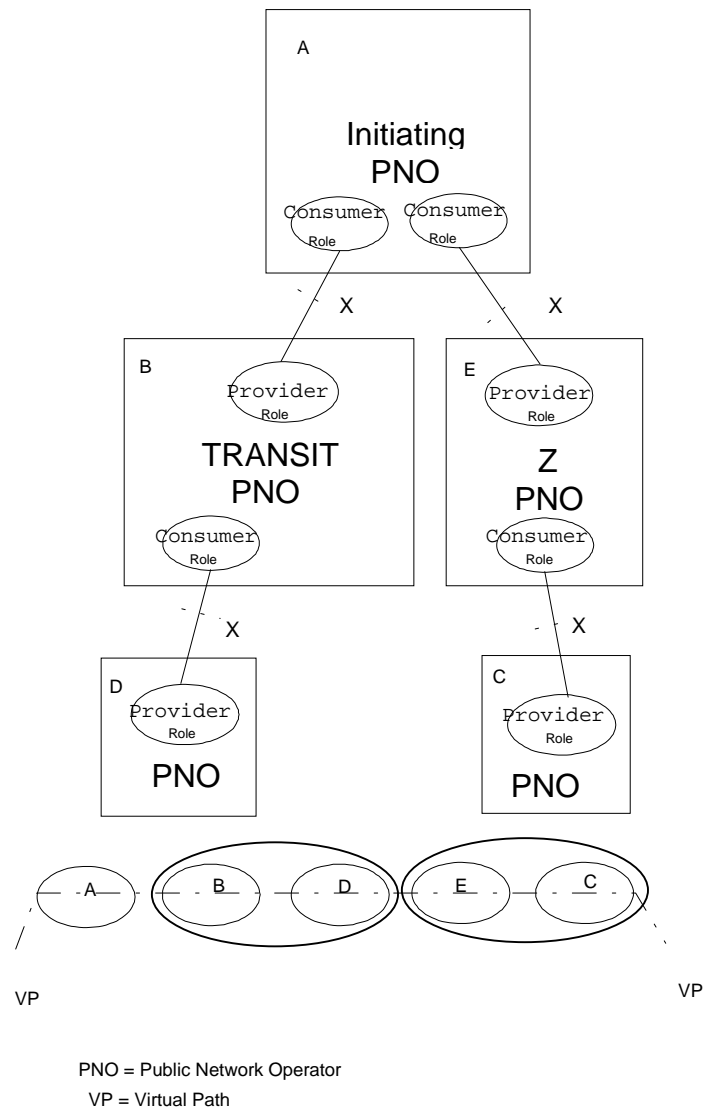 A
Initiating
PNO
Consumer Consumer
Role Role
X X
B E
Provider Provider
Role Role
TRANSIT Z
PNO PNO
Consumer Consumer
Role Role
X X
D C
Provider Provider
Role Role
PNO PNO
A B D E C
VP VP
PNO = Public Network Operator
VP = Virtual Path